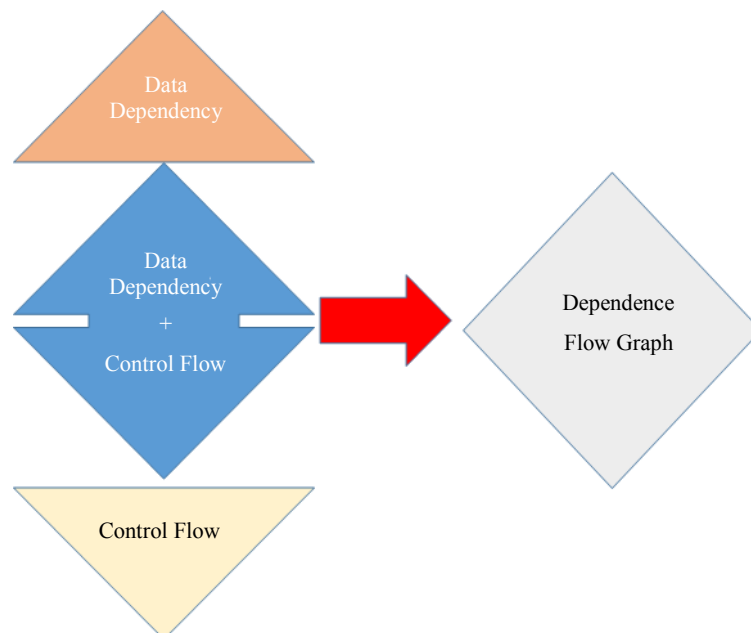 Data
Dependency
Data
Dependency
+
Control Flow
Dependence
Flow Graph
Control Flow